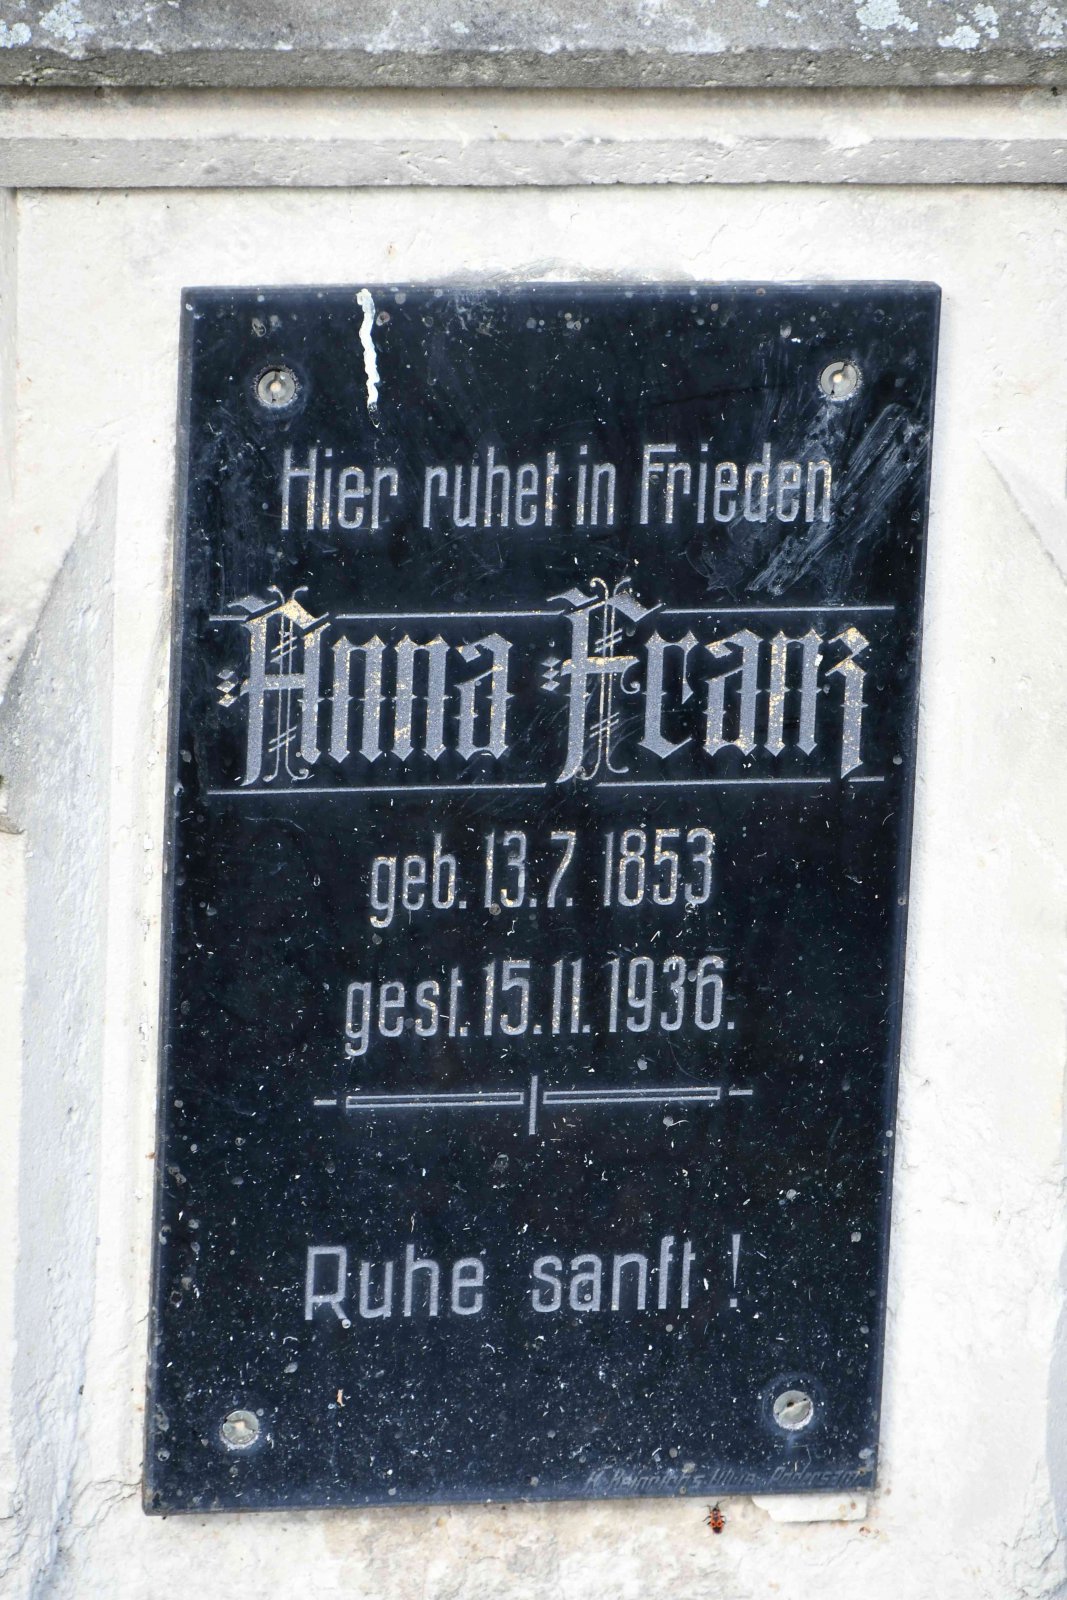 Hier ruhet in Frieden
Anna Franz
geb. 13.7. 1853
gest. 15.11. 1936.
Ruhe sanft !